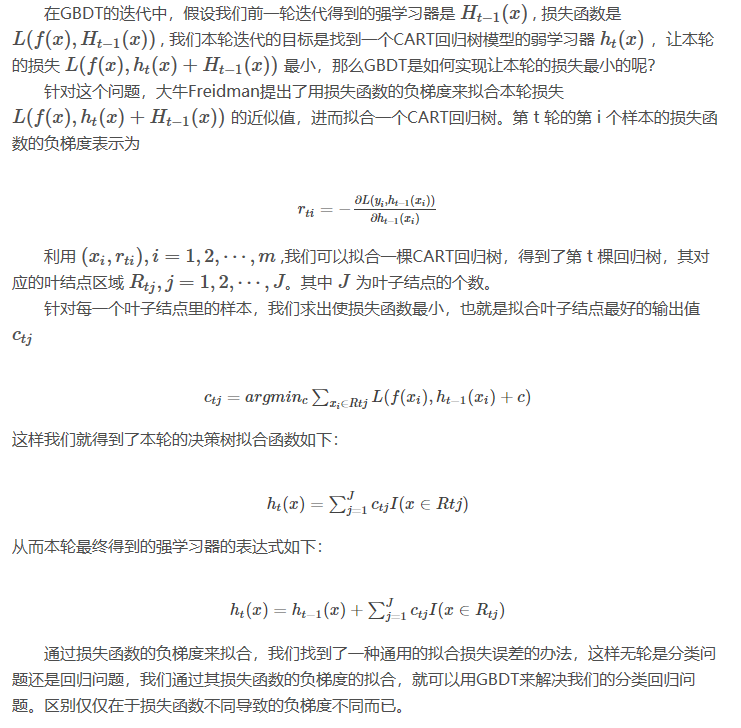 在GBDT的迭代中，假设我们前一轮迭代得到的强学习器是 H_{t−1}(x) , 损失函数是
L(f(x), H_{t−1}(x)) , 我们本轮迭代的目标是找到一个CART回归树模型的弱学习器 h_t(x) ，让本轮
的损失 L(f(x), h_t(x) + H_{t−1}(x)) 最小，那么GBDT是如何实现让本轮的损失最小的呢？
针对这个问题，大牛Freidman提出了用损失函数的负梯度来拟合本轮损失
L(f(x), h_t(x) + H_{t−1}(x)) 的近似值，进而拟合一个CART回归树。第 t 轮的第 i 个样本的损失函
数的负梯度表示为
r_{ti} = −\frac{∂L(y_i, h_{t−1}(x_i))}{∂h_{t−1}(x_i)}
利用 (x_i, r_{ti}), i = 1, 2, ⋯, m ,我们可以拟合一棵CART回归树，得到了第 t 棵回归树，其对
应的叶结点区域 R_{tj}, j = 1, 2, ⋯, J。其中 J 为叶子结点的个数。
针对每一个叶子结点里的样本，我们求出使损失函数最小，也就是拟合叶子结点最好的输出值
c_{tj}
c_{tj} = argmin_c ∑_{x_i∈Rtj} L(f(x_i), h_{t−1}(x_i) + c)
这样我们就得到了本轮的决策树拟合函数如下：
h_t(x) = ∑_{j=1}^{J} c_{tj} I(x ∈ Rtj)
从而本轮最终得到的强学习器的表达式如下：
h_t(x) = h_{t−1}(x) + ∑_{j=1}^{J} c_{tj} I(x ∈ R_{tj})
通过损失函数的负梯度来拟合，我们找到了一种通用的拟合损失误差的办法，这样无轮是分类问
题还是回归问题，我们通过其损失函数的负梯度的拟合，就可以用GBDT来解决我们的分类回归问
题。区别仅仅在于损失函数不同导致的负梯度不同而已。